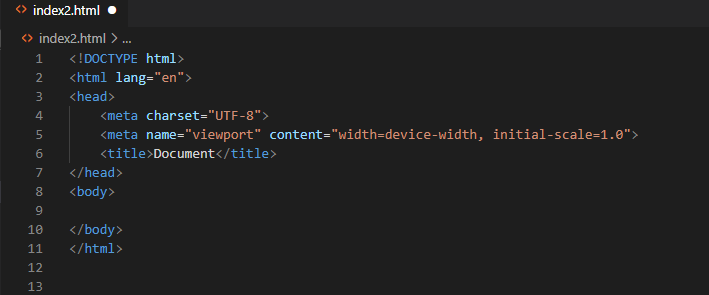 index2.html
index2.html > ...
1 <!DOCTYPE html>
2 <html lang="en">
3 <head>
4     <meta charset="UTF-8">
5     <meta name="viewport" content="width=device-width, initial-scale=1.0">
6     <title>Document</title>
7 </head>
8 <body>
9
10 </body>
11 </html>
12
13